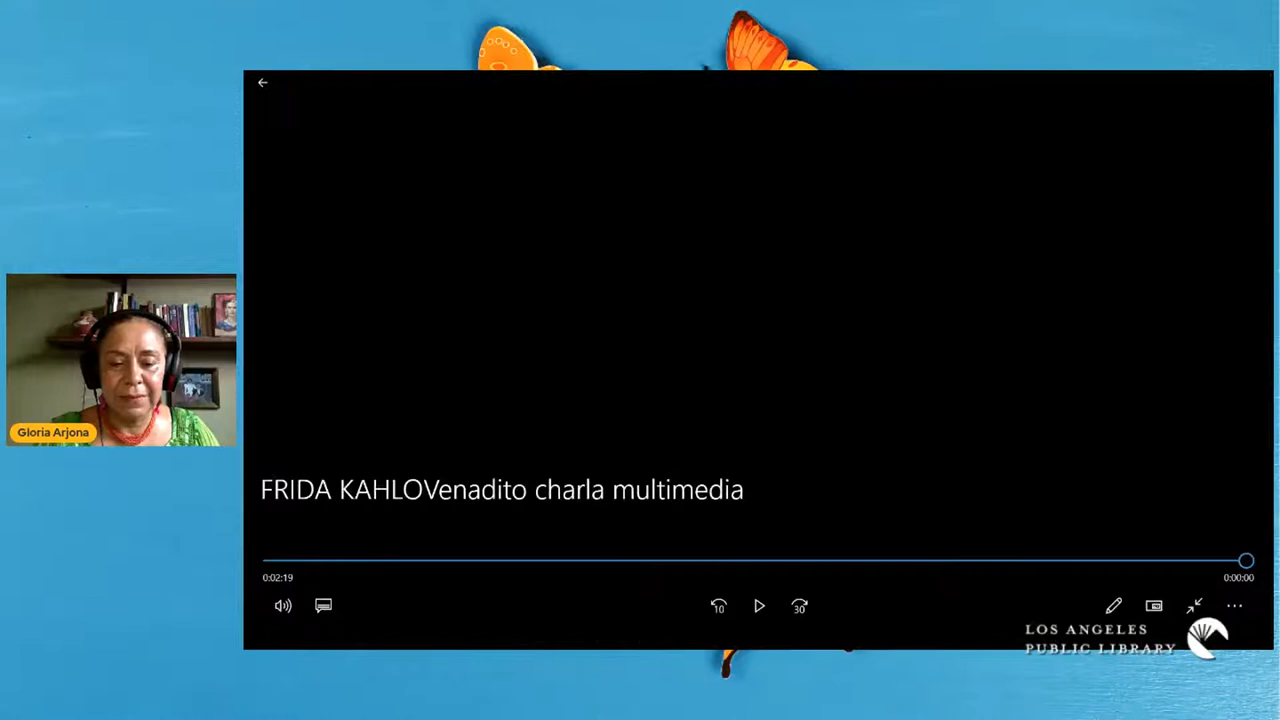 Gloria Arjona
FRIDA KAHLOVenadito charla multimedia
0:02:19
0:00:00
10
30
LOS ANGELES
PUBLIC LIBRARY